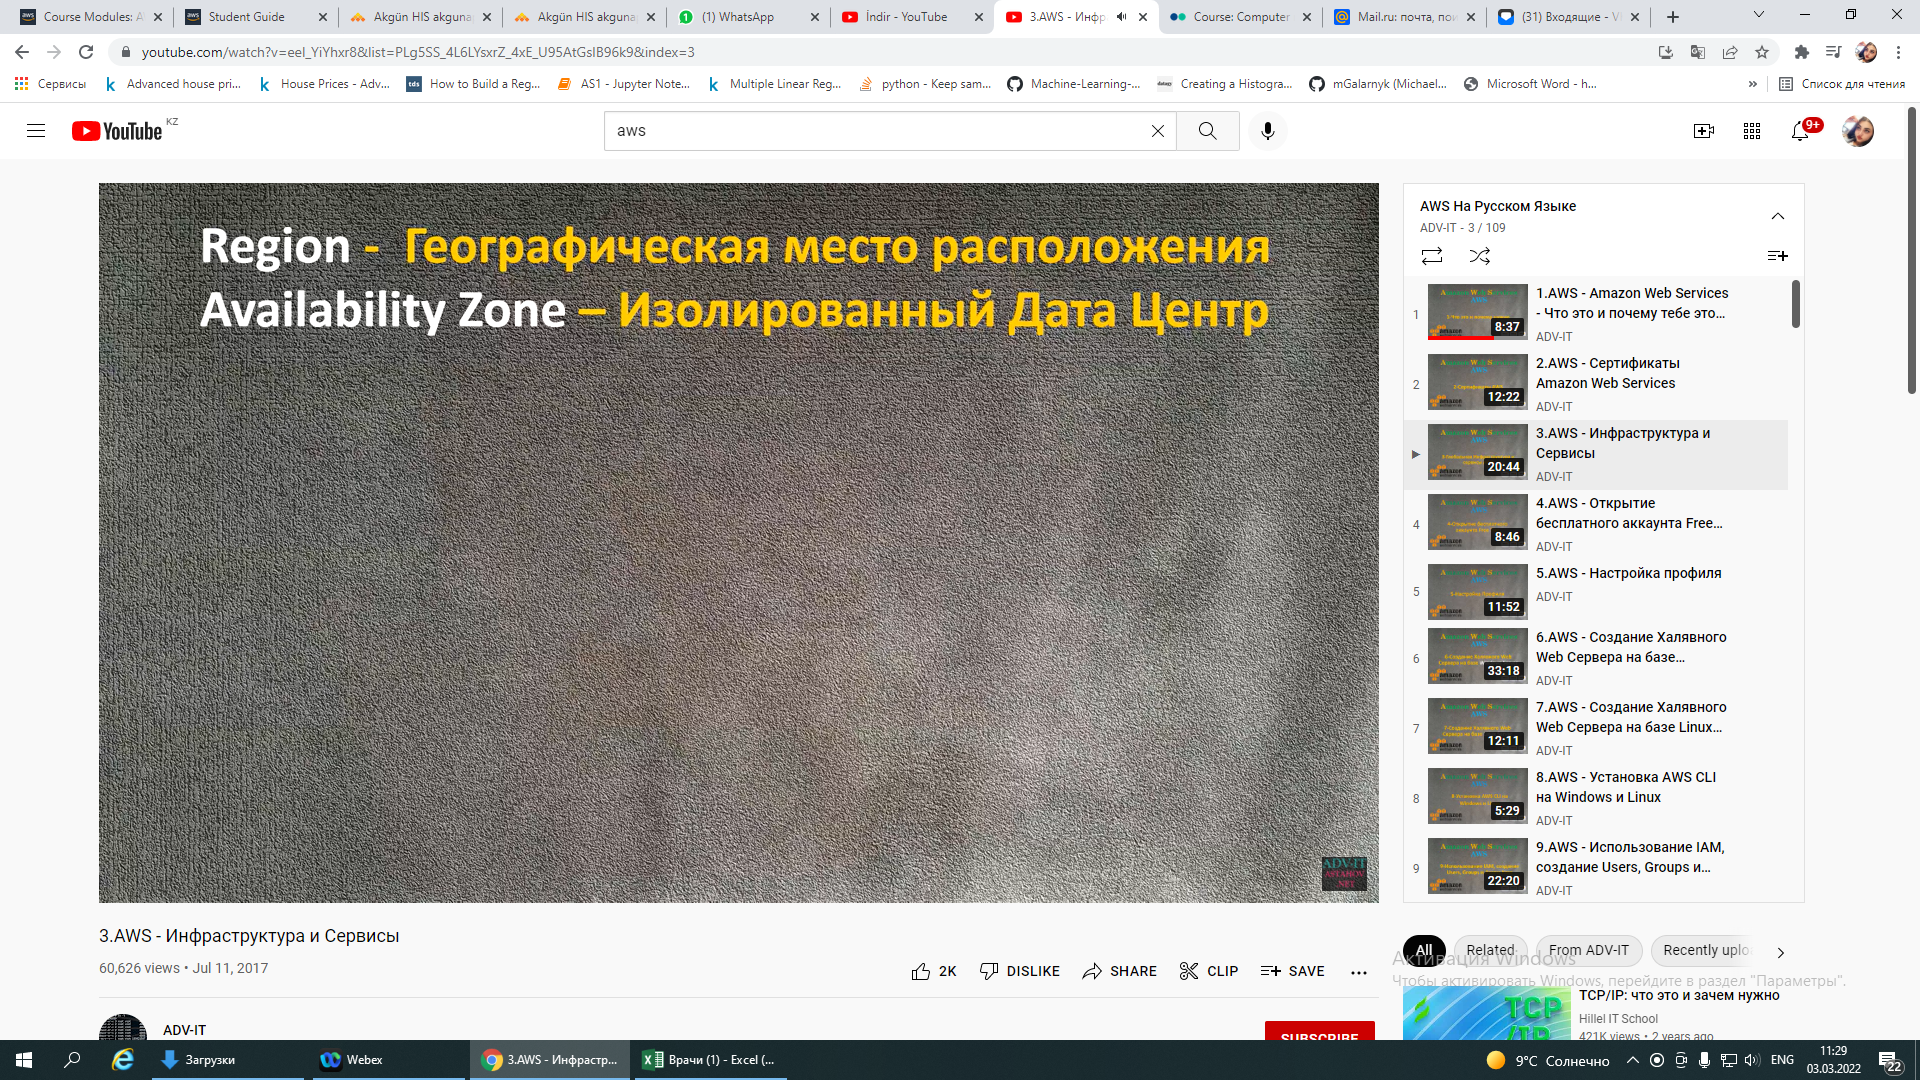 Course Modules: A
Student Guide
Akgün HIS akguna
Akgün HIS akguna
(1) WhatsApp
İndir - YouTube
3.AWS - Инфр
Course: Computer
Mail.ru: почта, пои
(31) Входящие - V
youtube.com/watch?v=eel_YiYhxr8&list=PLg5SS_4L6LYsxrZ_4xE_U95AtGsIB96k9&index=3
Сервисы
Advanced house pri...
House Prices - Adv...
tds
How to Build a Reg...
AS1 - Jupyter Note...
Multiple Linear Reg...
python - Keep sam...
Machine-Learning-...
Creating a Histogra...
mGalarnyk (Michael...
Microsoft Word - h...
»
Список для чтения
YouTube KZ
aws
9+
Region - Географическая место расположения
Availability Zone – Изолированный Дата Центр
ADV-IT
ASTAHOV
.NET
AWS На Русском Языке
ADV-IT - 3 / 109
1
8:37
1.AWS - Amazon Web Services
- Что это и почему тебе это...
ADV-IT
2
12:22
2.AWS - Сертификаты
Amazon Web Services
ADV-IT
20:44
3.AWS - Инфраструктура и
Сервисы
ADV-IT
4
8:46
4.AWS - Открытие
бесплатного аккаунта Free...
ADV-IT
5
11:52
5.AWS - Настройка профиля
ADV-IT
6
33:18
6.AWS - Создание Халявного
Web Сервера на базе...
ADV-IT
7
12:11
7.AWS - Создание Халявного
Web Сервера на базе Linux...
ADV-IT
8
5:29
8.AWS - Установка AWS CLI
на Windows и Linux
ADV-IT
9
22:20
9.AWS - Использование IAM,
создание Users, Groups и...
ADV-IT
3.AWS - Инфраструктура и Сервисы
60,626 views • Jul 11, 2017
2K
DISLIKE
SHARE
CLIP
SAVE
ADV-IT
SUBSCRIBE
All
Related
From ADV-IT
Recently uplo
Активация Windows
Чтобы активировать Windows, перейдите в раздел "Параметры".
TCP
/IP
TCP/IP: что это и зачем нужно
Hillel IT School
421K views • 2 years ago
Загрузки
Webex
3.AWS - Инфрастр...
Врачи (1) - Excel (...
9°C Солнечно
ENG
11:29
03.03.2022
22